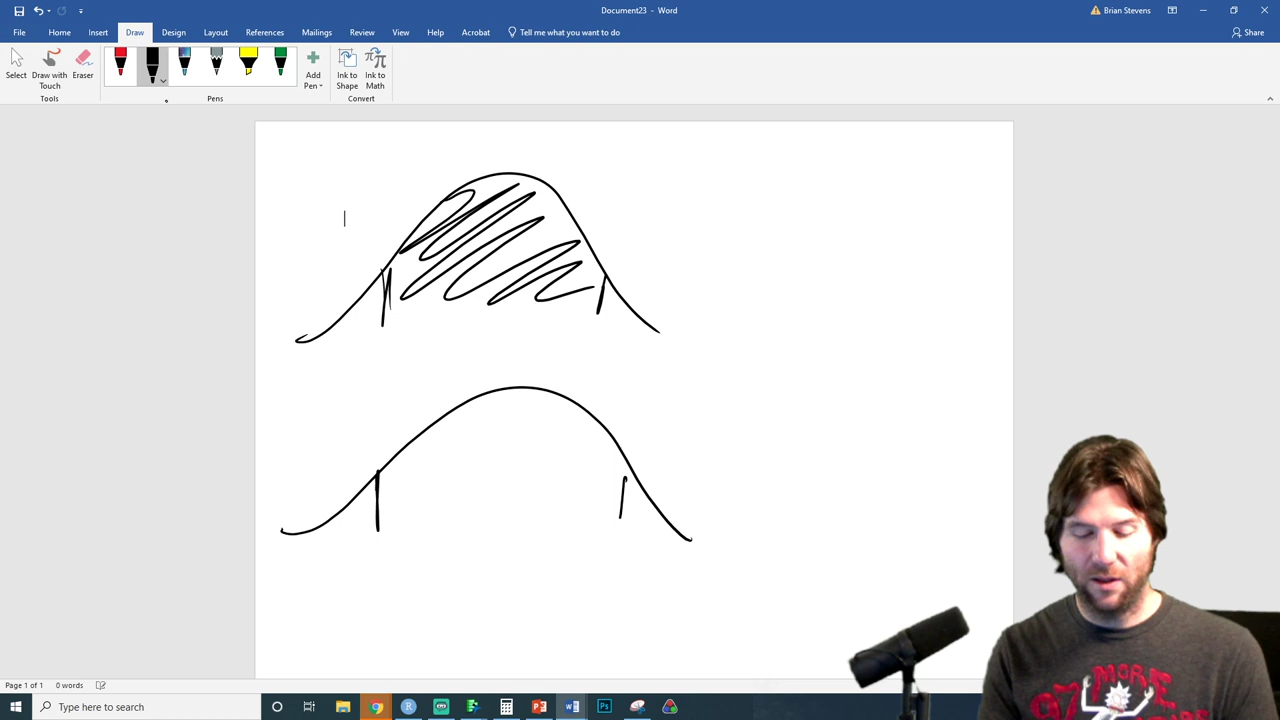 Document23 - Word
Brian Stevens
File Home Insert Draw Design Layout References Mailings Review View Help Acrobat Tell me what you want to do Share
Select Draw with Touch Eraser Add Pen Ink to Shape Ink to Math
Tools Pens Convert
97 MORE
Page 1 of 1 0 words
Type here to search